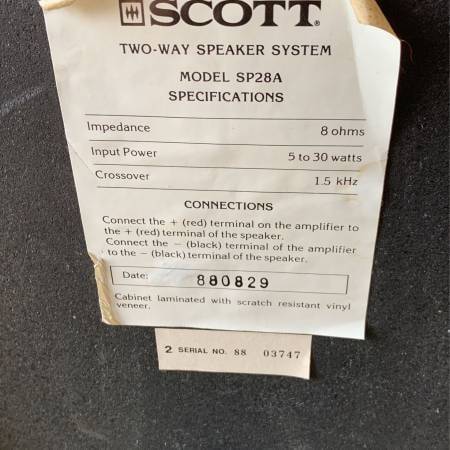 SCOTT®
TWO-WAY SPEAKER SYSTEM
MODEL SP28A
SPECIFICATIONS
Impedance 8 ohms
Input Power 5 to 30 watts
Crossover 1.5 kHz
CONNECTIONS
Connect the + (red) terminal on the amplifier to
the + (red) terminal of the speaker.
Connect the − (black) terminal of the amplifier
to the − (black) terminal of the speaker.
Date: 880829
Cabinet laminated with scratch resistant vinyl
veneer.
2 SERIAL NO. 88 03747